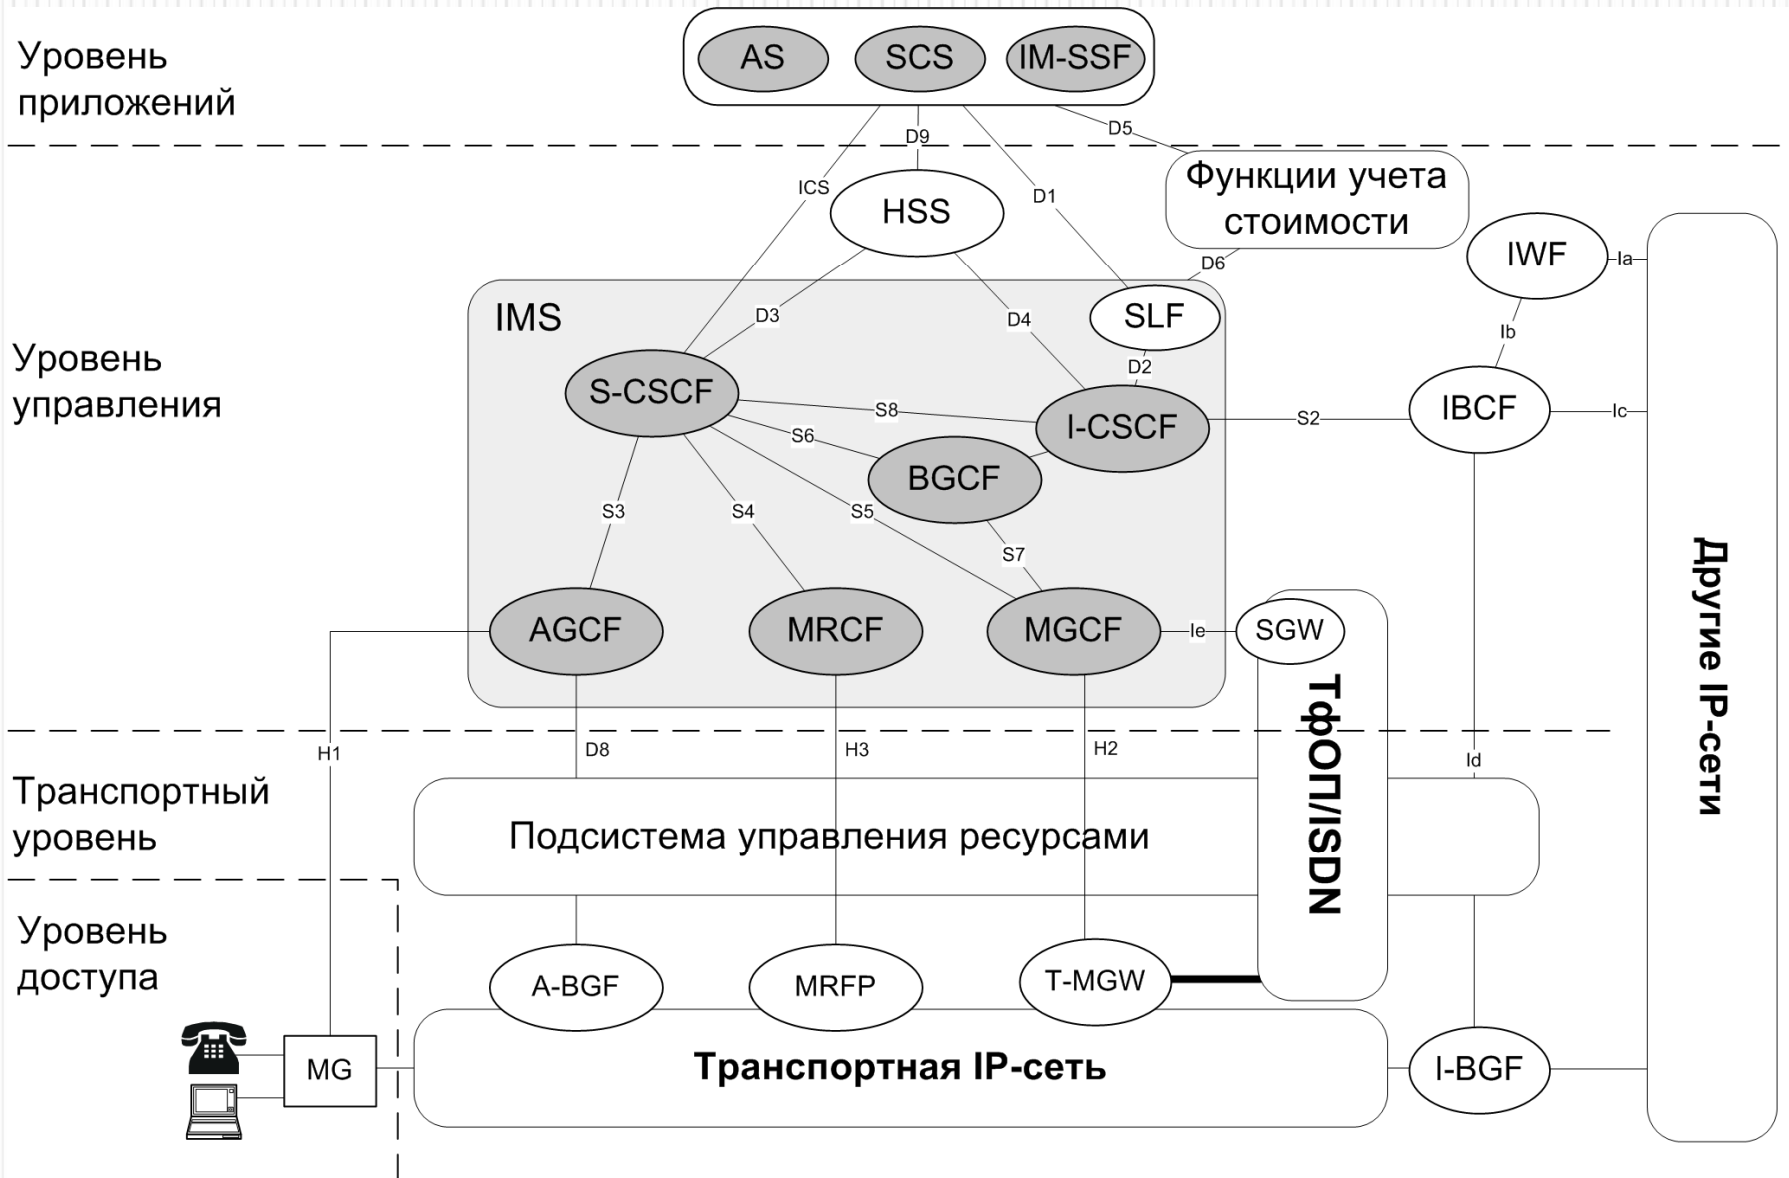 Уровень
приложений
AS
SCS
IM-SSF
D9
D5
ICS
HSS
D1
Функции учета
стоимости
D6
IWF
Ia
IMS
D3
D4
SLF
Ib
D2
Уровень
управления
S-CSCF
S8
I-CSCF
S2
IBCF
Ic
S6
BGCF
S3
S4
S5
S7
AGCF
MRCF
MGCF
Ie
SGW
ТфОП/ISDN
Другие IP-сети
H1
D8
H3
H2
Id
Транспортный
уровень
Подсистема управления ресурсами
Уровень
доступа
A-BGF
MRFP
T-MGW
MG
Транспортная IP-сеть
I-BGF